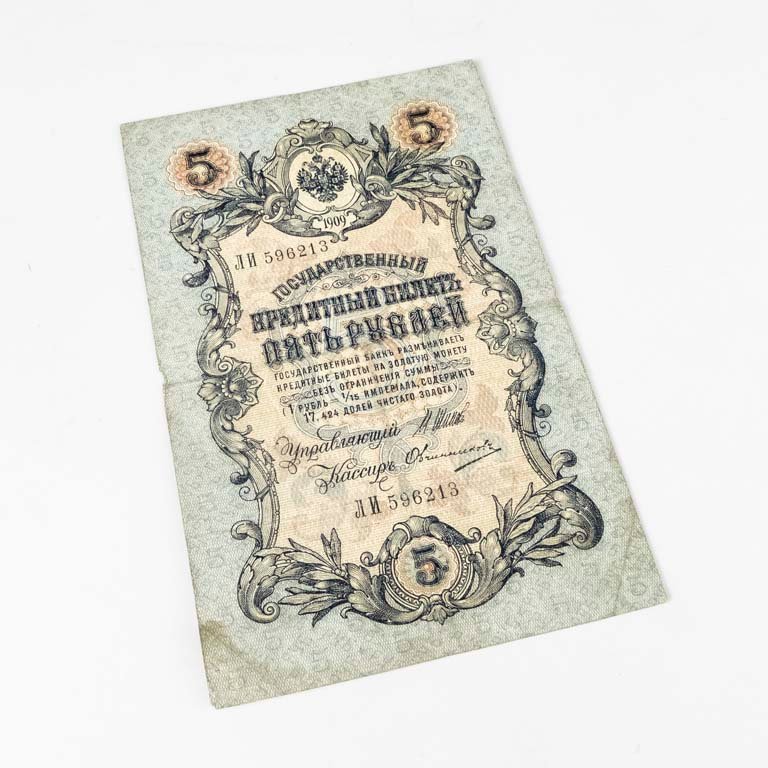 5 5
1909
ЛИ 596213
ГОСУДАРСТВЕННЫЙ
КРЕДИТНЫЙ БИЛЕТЪ
ПЯТЬ РУБЛЕЙ
ГОСУДАРСТВЕННЫЙ БАНКЪ РАЗМѢНИВАЕТЪ
КРЕДИТНЫЕ БИЛЕТЫ НА ЗОЛОТУЮ МОНЕТУ
БЕЗЪ ОГРАНИЧЕНІЯ СУММЫ
(1 РУБЛЬ = 1/15 ИМПЕРІАЛА, СОДЕРЖИТЪ
17,424 ДОЛЕЙ ЧИСТАГО ЗОЛОТА).
Управляющій
Кассиръ Овчинниковъ
ЛИ 596213
5